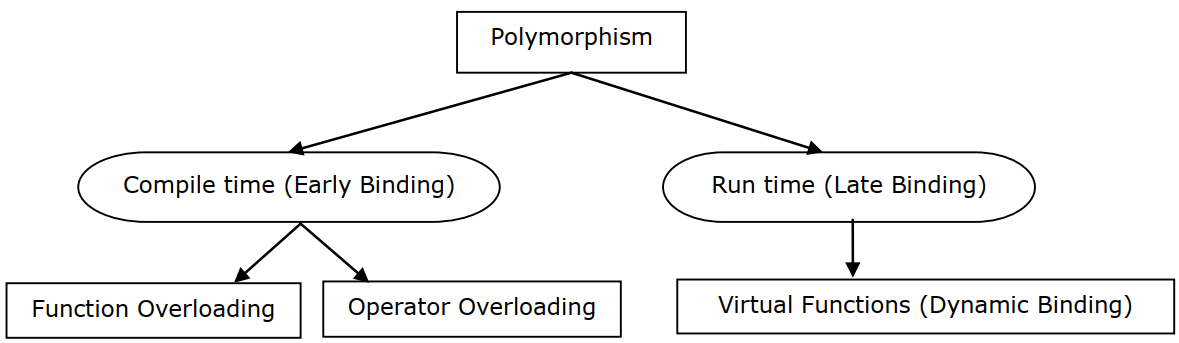 Polymorphism
Compile time (Early Binding)
Run time (Late Binding)
Function Overloading
Operator Overloading
Virtual Functions (Dynamic Binding)